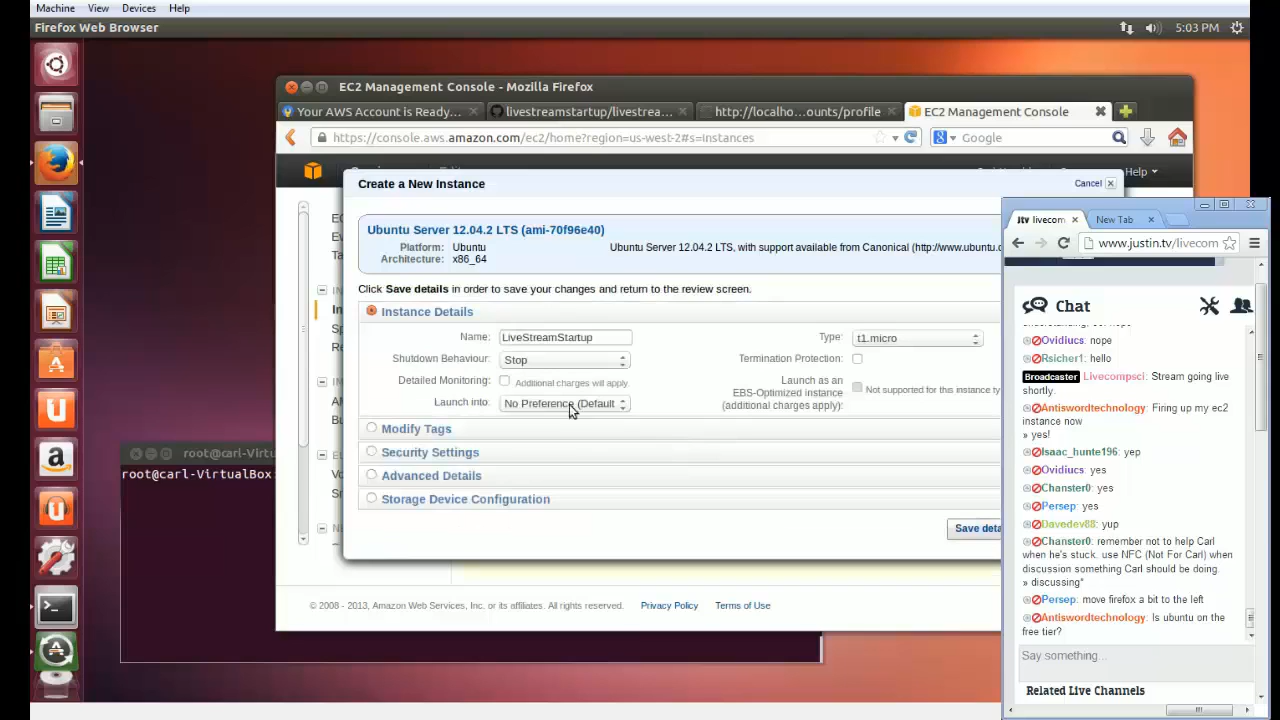 Machine View Devices Help
Firefox Web Browser
5:03 PM
EC2 Management Console - Mozilla Firefox
Your AWS Account is Ready...
livestreamstartup/livestrea...
http://localho...ounts/profile
EC2 Management Console
https://console.aws.amazon.com/ec2/home?region=us-west-2#s=Instances
Google
Help
Create a New Instance
Cancel
Ubuntu Server 12.04.2 LTS (ami-70f96e40)
Platform: Ubuntu
Ubuntu Server 12.04.2 LTS, with support available from Canonical (http://www.ubuntu.c
Architecture: x86_64
Click Save details in order to save your changes and return to the review screen.
Instance Details
Name: LiveStreamStartup
Type: t1.micro
Shutdown Behaviour: Stop
Termination Protection:
Detailed Monitoring: Additional charges will apply.
Launch as an
EBS-Optimized instance
(additional charges apply):
Not supported for this instance ty
Launch into: No Preference (Default
Modify Tags
Security Settings
Advanced Details
Storage Device Configuration
Save deta
© 2008 - 2013, Amazon Web Services, Inc. or its affiliates. All rights reserved.
Privacy Policy
Terms of Use
root@carl-Virtu
root@carl-VirtualBox:
jtv livecom
New Tab
www.justin.tv/livecom
Chat
Ovidiucs: nope
Rsicher1: hello
Broadcaster Livecompsci: Stream going live
shortly.
Antiswordtechnology: Firing up my ec2
instance now
» yes!
Isaac_hunte196: yep
Ovidiucs: yes
Chanster0: yes
Persep: yes
Davedev88: yup
Chanster0: remember not to help Carl
when he's stuck. use NFC (Not For Carl) when
discussion something Carl should be doing.
» discussing*
Persep: move firefox a bit to the left
Antiswordtechnology: Is ubuntu on the
free tier?
Say something...
Related Live Channels